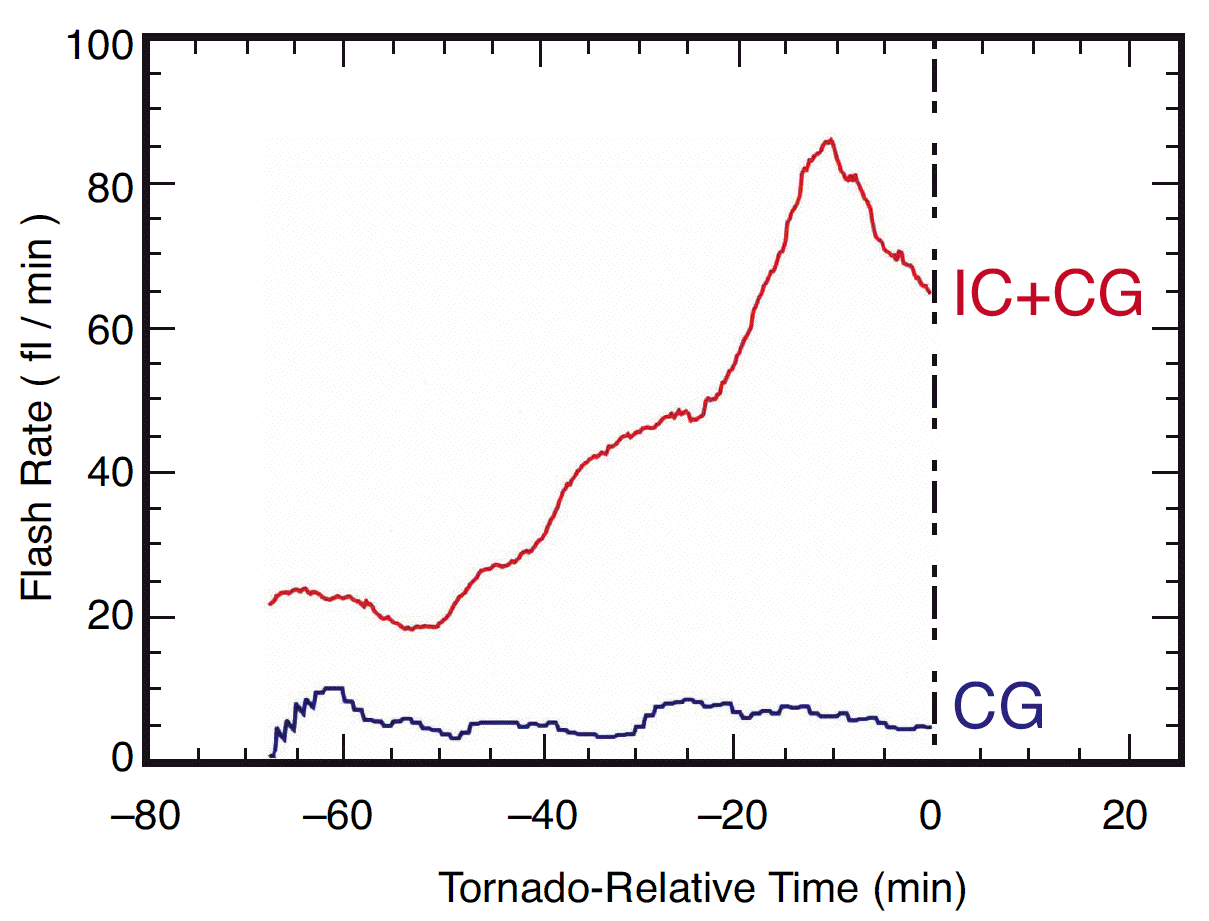 100
80
60
40
20
0
Flash Rate ( fl / min )
IC+CG
CG
–80 –60 –40 –20 0 20
Tornado-Relative Time (min)